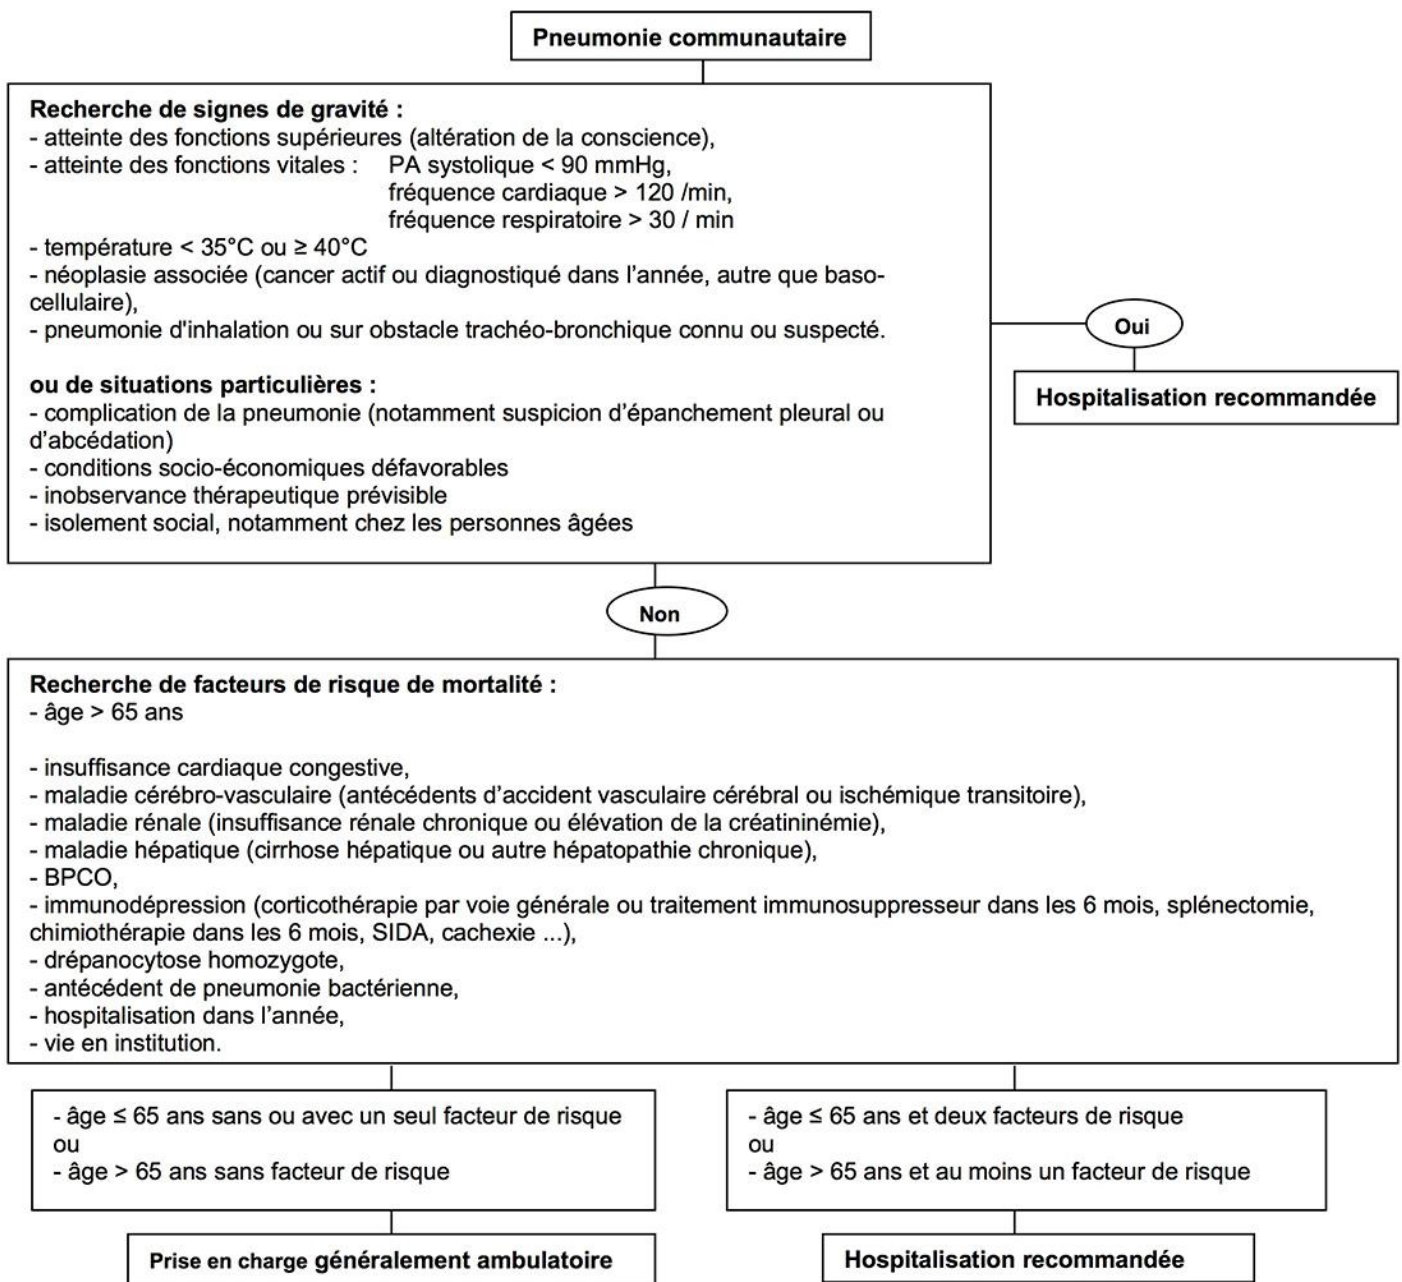 Pneumonie communautaire
Recherche de signes de gravité :
- atteinte des fonctions supérieures (altération de la conscience),
- atteinte des fonctions vitales : PA systolique < 90 mmHg,
fréquence cardiaque > 120 /min,
fréquence respiratoire > 30 / min
- température < 35°C ou ≥ 40°C
- néoplasie associée (cancer actif ou diagnostiqué dans l'année, autre que baso-
cellulaire),
- pneumonie d'inhalation ou sur obstacle trachéo-bronchique connu ou suspecté.
ou de situations particulières :
- complication de la pneumonie (notamment suspicion d'épanchement pleural ou
d'abcédation)
- conditions socio-économiques défavorables
- inobservance thérapeutique prévisible
- isolement social, notamment chez les personnes âgées
Oui
Hospitalisation recommandée
Non
Recherche de facteurs de risque de mortalité :
- âge > 65 ans
- insuffisance cardiaque congestive,
- maladie cérébro-vasculaire (antécédents d'accident vasculaire cérébral ou ischémique transitoire),
- maladie rénale (insuffisance rénale chronique ou élévation de la créatininémie),
- maladie hépatique (cirrhose hépatique ou autre hépatopathie chronique),
- BPCO,
- immunodépression (corticothérapie par voie générale ou traitement immunosuppresseur dans les 6 mois, splénectomie,
chimiothérapie dans les 6 mois, SIDA, cachexie ...),
- drépanocytose homozygote,
- antécédent de pneumonie bactérienne,
- hospitalisation dans l'année,
- vie en institution.
- âge ≤ 65 ans sans ou avec un seul facteur de risque
ou
- âge > 65 ans sans facteur de risque
Prise en charge généralement ambulatoire
- âge ≤ 65 ans et deux facteurs de risque
ou
- âge > 65 ans et au moins un facteur de risque
Hospitalisation recommandée